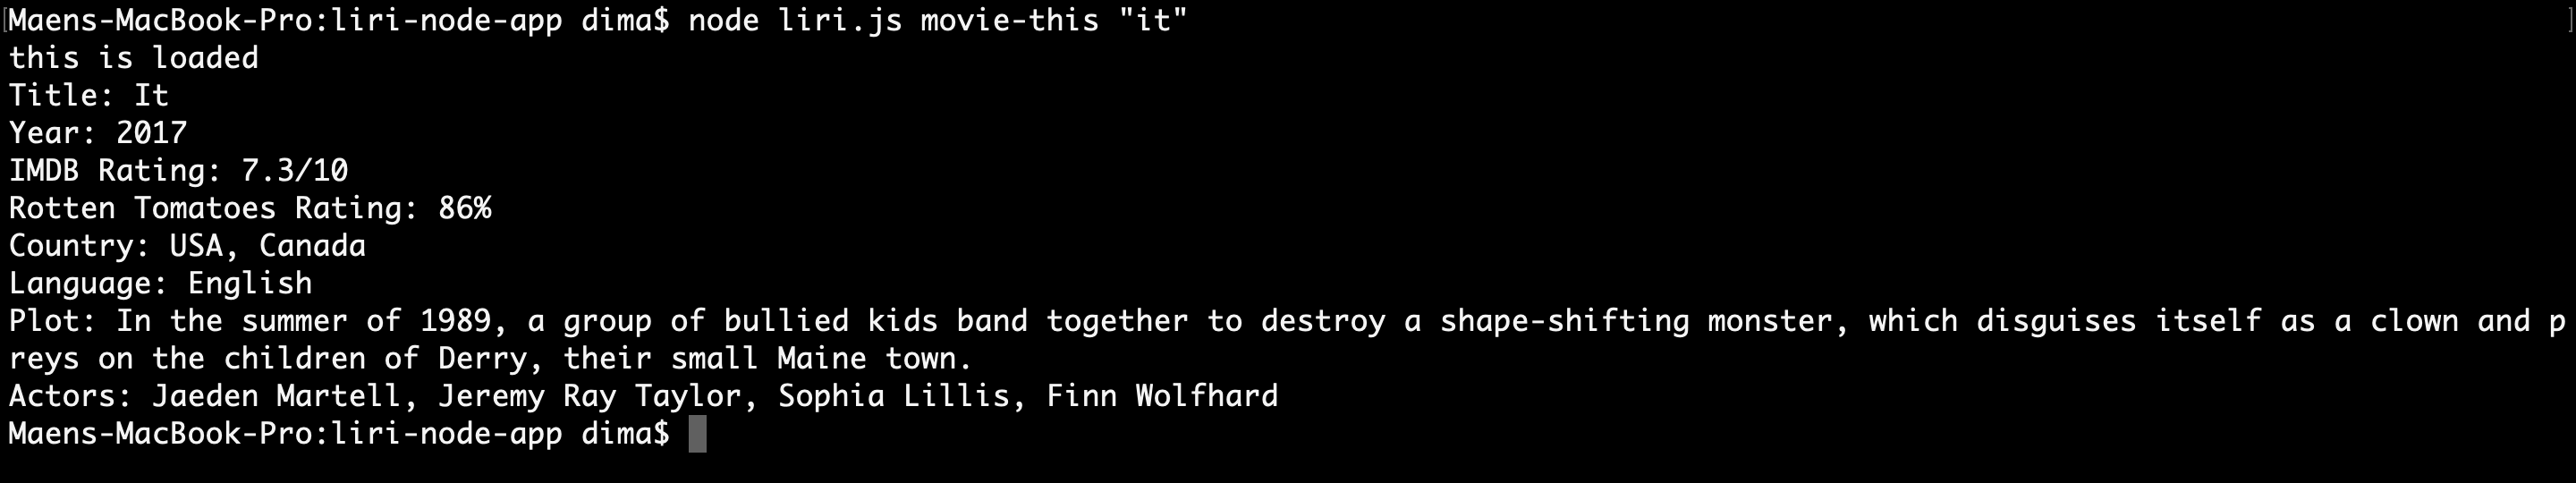 [Maens-MacBook-Pro:liri-node-app dima$ node liri.js movie-this "it" ]
this is loaded
Title: It
Year: 2017
IMDB Rating: 7.3/10
Rotten Tomatoes Rating: 86%
Country: USA, Canada
Language: English
Plot: In the summer of 1989, a group of bullied kids band together to destroy a shape-shifting monster, which disguises itself as a clown and p
reys on the children of Derry, their small Maine town.
Actors: Jaeden Martell, Jeremy Ray Taylor, Sophia Lillis, Finn Wolfhard
Maens-MacBook-Pro:liri-node-app dima$